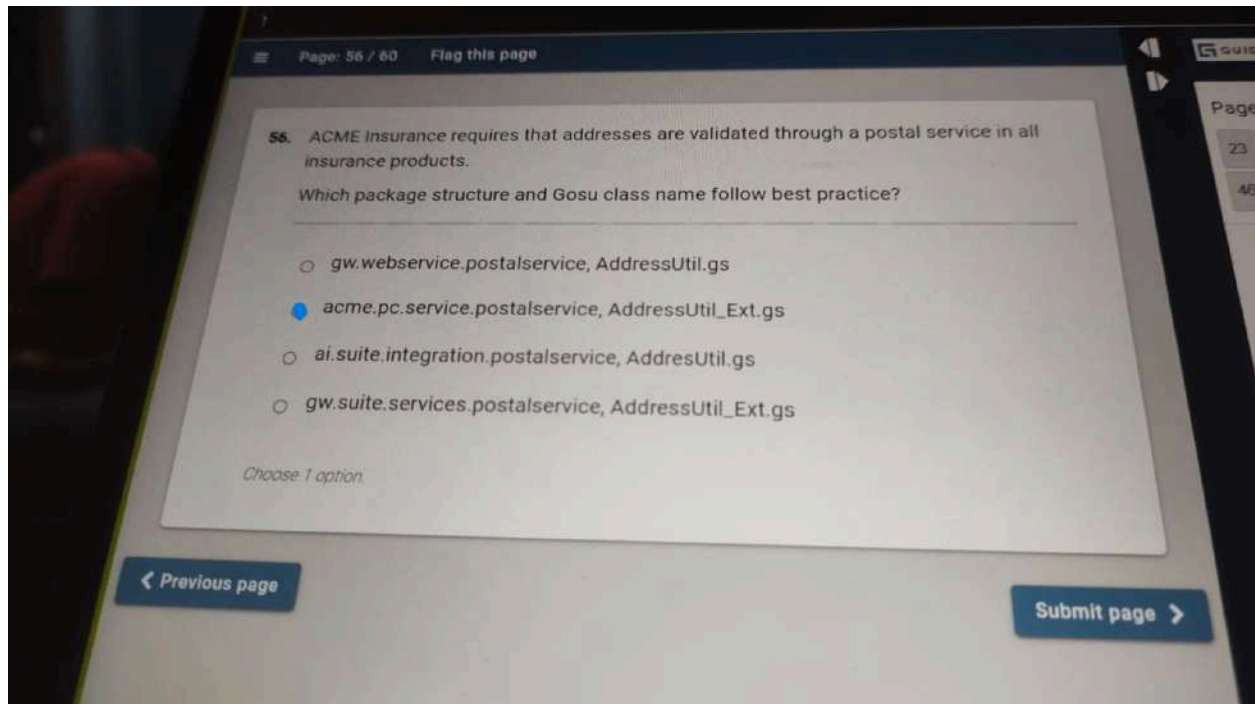 Page: 56 / 60 Flag this page
Page
23
46
56. ACME Insurance requires that addresses are validated through a postal service in all
insurance products.
Which package structure and Gosu class name follow best practice?
gw.webservice.postalservice, AddressUtil.gs
acme.pc.service.postalservice, AddressUtil_Ext.gs
ai.suite.integration.postalservice, AddresUtil.gs
gw.suite.services.postalservice, AddressUtil_Ext.gs
Choose 1 option.
Previous page
Submit page